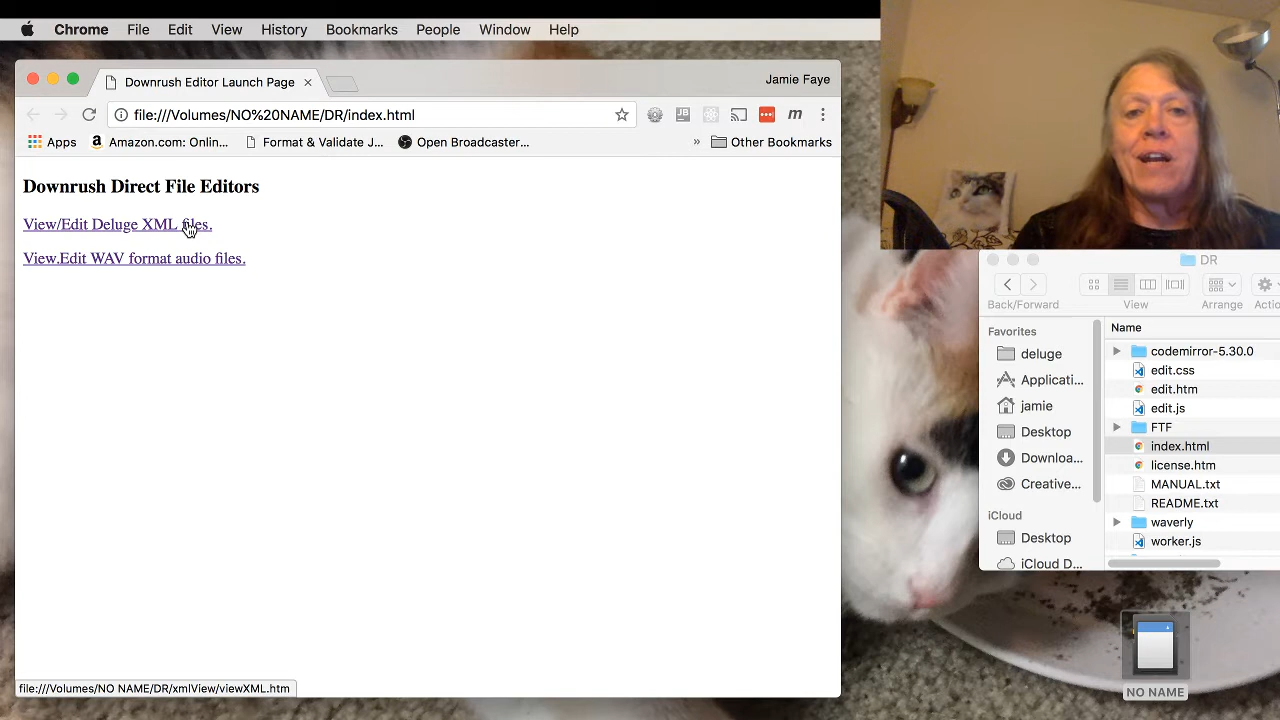 Chrome File Edit View History Bookmarks People Window Help
Downrush Editor Launch Page
Jamie Faye
file:///Volumes/NO%20NAME/DR/index.html
Apps
Amazon.com: Onlin...
Format & Validate J...
Open Broadcaster...
»
Other Bookmarks
Downrush Direct File Editors
View/Edit Deluge XML files.
View.Edit WAV format audio files.
file:///Volumes/NO NAME/DR/xmlView/viewXML.htm
DR
Back/Forward View Arrange Actio
Favorites
deluge
Applicati...
jamie
Desktop
Downloa...
Creative...
iCloud
Desktop
iCloud D...
Name
codemirror-5.30.0
edit.css
edit.htm
edit.js
FTF
index.html
license.htm
MANUAL.txt
README.txt
waverly
worker.js
NO NAME